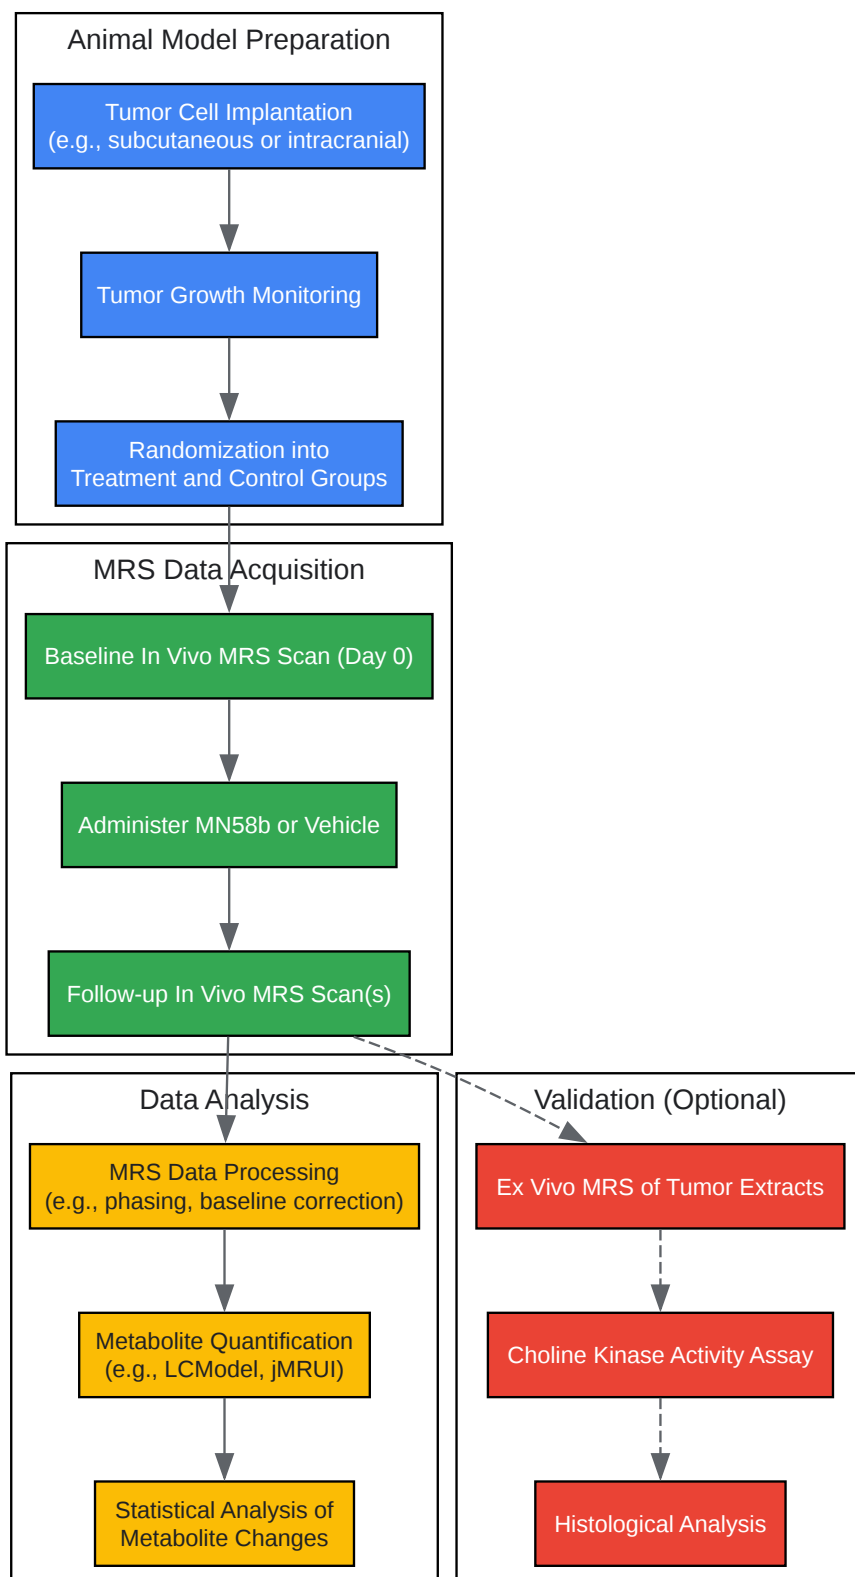 Animal Model Preparation
Tumor Cell Implantation
(e.g., subcutaneous or intracranial)
Tumor Growth Monitoring
Randomization into
Treatment and Control Groups
MRS Data Acquisition
Baseline In Vivo MRS Scan (Day 0)
Administer MN58b or Vehicle
Follow-up In Vivo MRS Scan(s)
Data Analysis
MRS Data Processing
(e.g., phasing, baseline correction)
Metabolite Quantification
(e.g., LCModel, jMRUI)
Statistical Analysis of
Metabolite Changes
Validation (Optional)
Ex Vivo MRS of Tumor Extracts
Choline Kinase Activity Assay
Histological Analysis